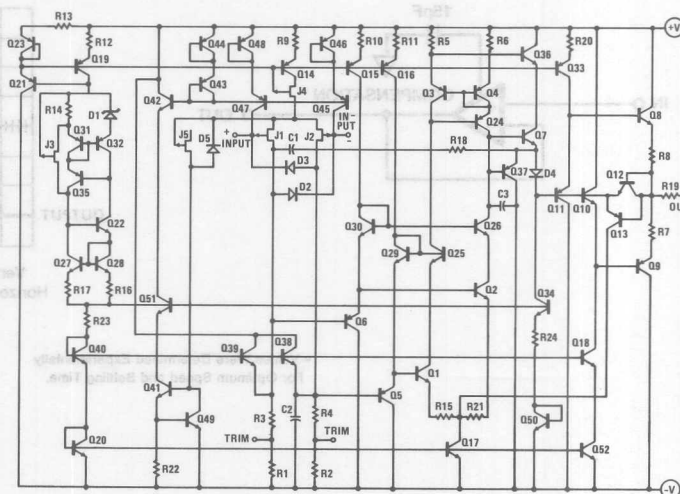 R13
+V
Q23
R12
Q44
Q48
R9
Q46
R10
R11
R5
R6
Q36
R20
Q19
Q21
Q43
Q14
Q15
Q16
Q33
J4
Q3
Q4
R14
D1
Q42
Q47
Q45
Q24
Q8
Q31
Q32
J3
+
INPUT
J5
D5
J1
C1
J2
IN-
PUT
-
R18
Q7
R8
D3
Q37
D4
Q12
Q35
D2
C3
R19
OU
Q11
Q10
Q13
Q22
Q30
Q26
Q27
Q28
Q29
Q25
R7
Q9
R17
R16
Q2
Q51
Q34
R23
Q6
R24
Q40
Q39
Q38
Q18
Q41
Q1
Q5
Q49
C2
R3
R4
R15
R21
Q50
TRIM
TRIM
Q20
Q17
Q52
R22
R1
R2
-V